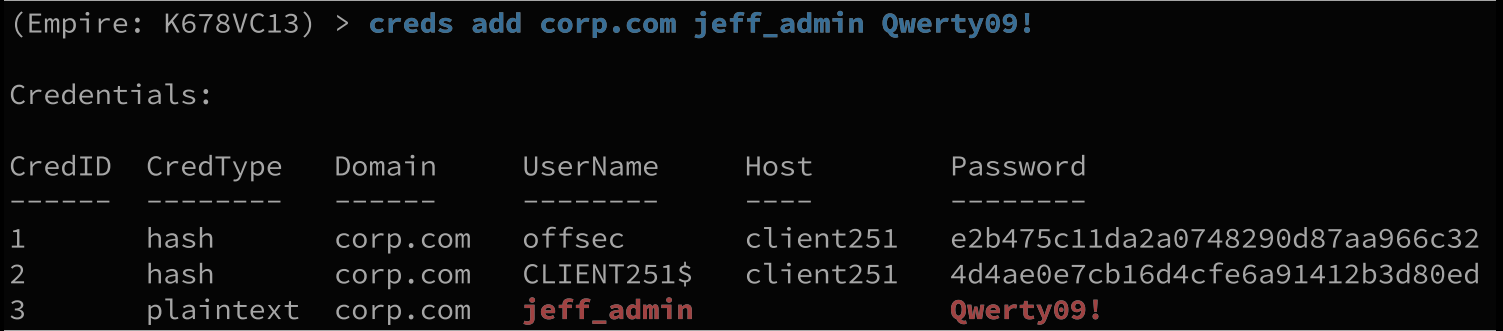 (Empire: K678VC13) > creds add corp.com jeff_admin Qwerty09!
Credentials:
CredID CredType Domain UserName Host Password
------ -------- ------ -------- ---- --------
1 hash corp.com offsec client251 e2b475c11da2a0748290d87aa966c32
2 hash corp.com CLIENT251$ client251 4d4ae0e7cb16d4cfe6a91412b3d80ed
3 plaintext corp.com jeff_admin Qwerty09!